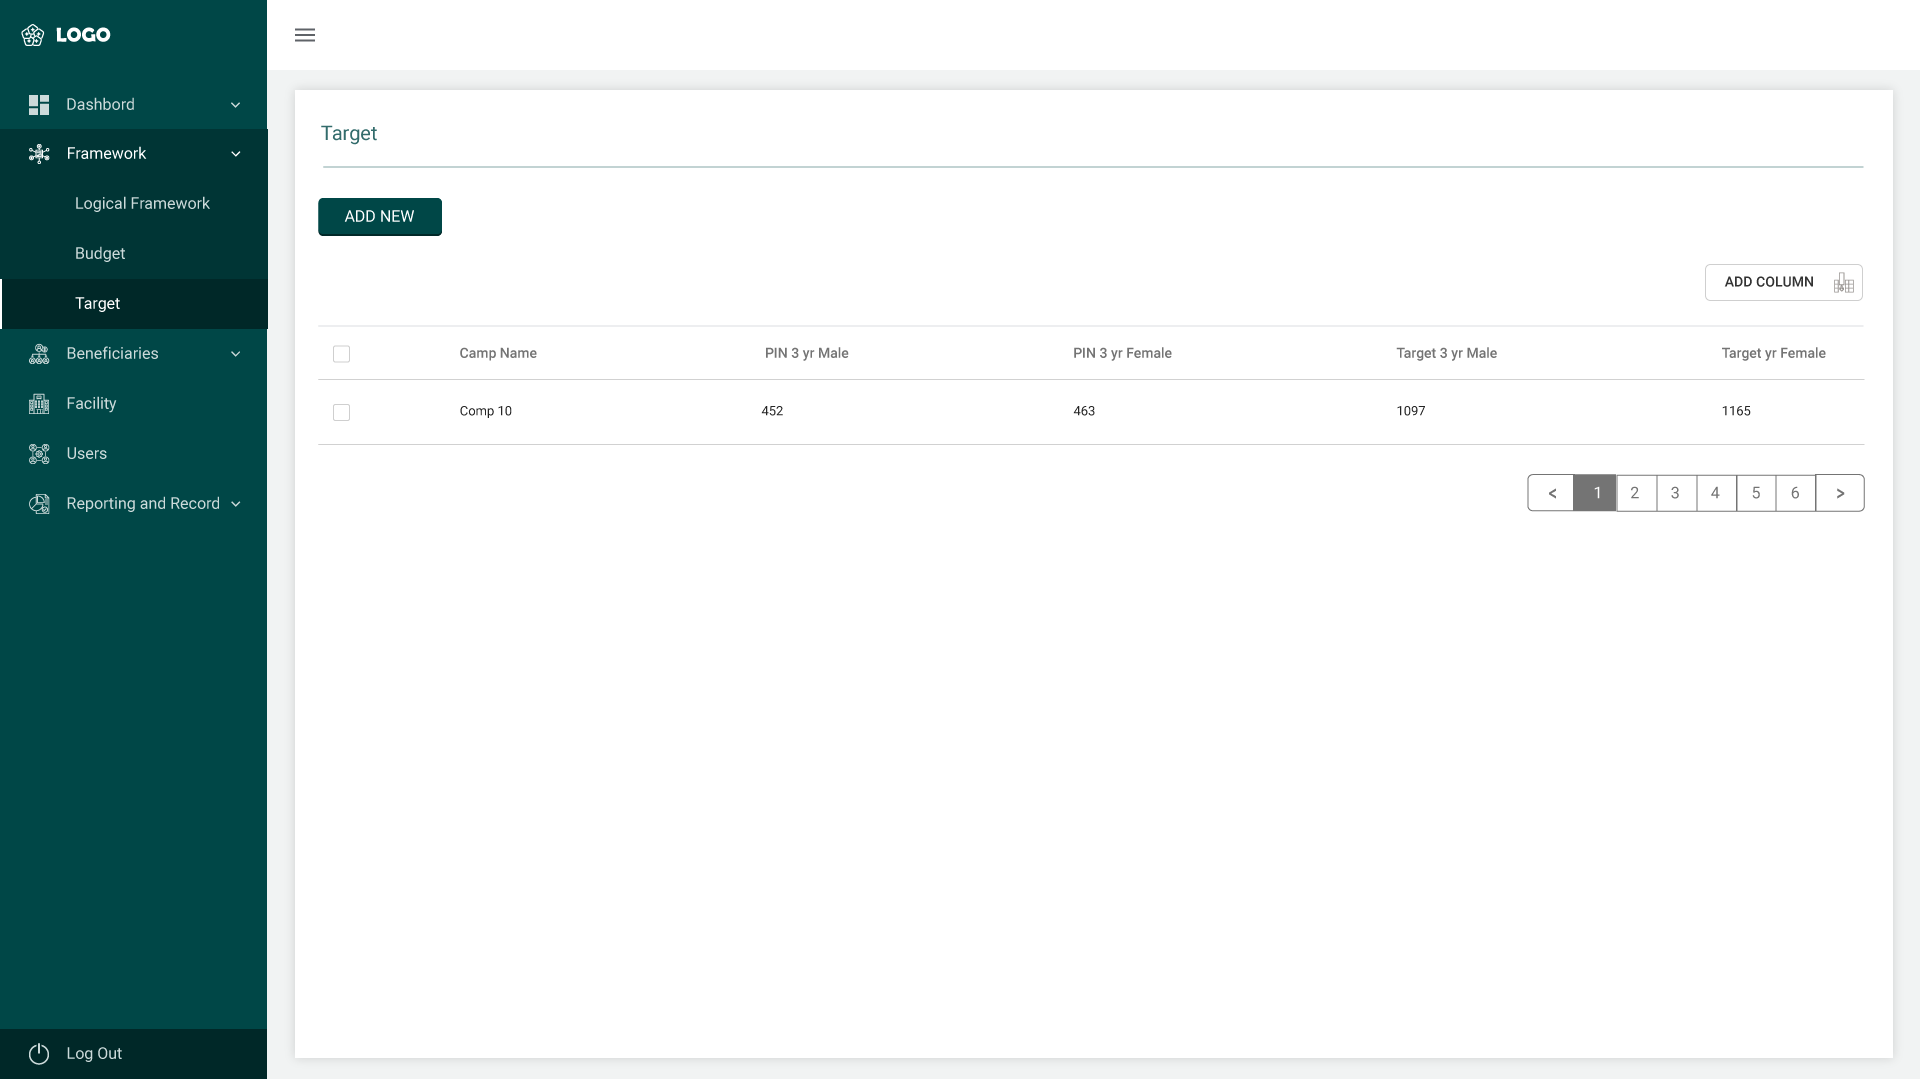 LOGO
Dashbord
Framework
Logical Framework
Budget
Target
Beneficiaries
Facility
Users
Reporting and Record
Log Out
Target
ADD NEW
ADD COLUMN
Camp Name PIN 3 yr Male PIN 3 yr Female Target 3 yr Male Target yr Female
Comp 10 452 463 1097 1165
< 1 2 3 4 5 6 >